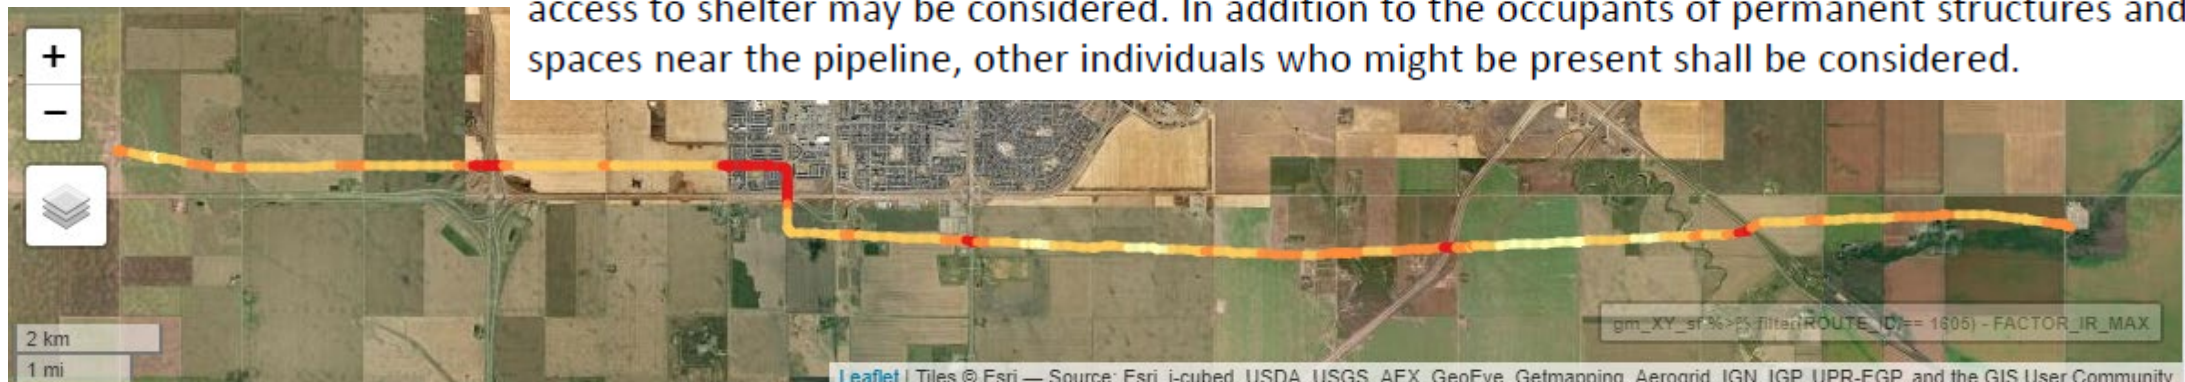 access to shelter may be considered. In addition to the occupants of permanent structures and
spaces near the pipeline, other individuals who might be present shall be considered.
+
−
gm_XY_sf %>% filter(ROUTE_ID == 1605) - FACTOR_IR_MAX
2 km
1 mi
Leaflet | Tiles © Esri — Source: Esri, i-cubed, USDA, USGS, AEX, GeoEye, Getmapping, Aerogrid, IGN, IGP, UPR-EGP, and the GIS User Community